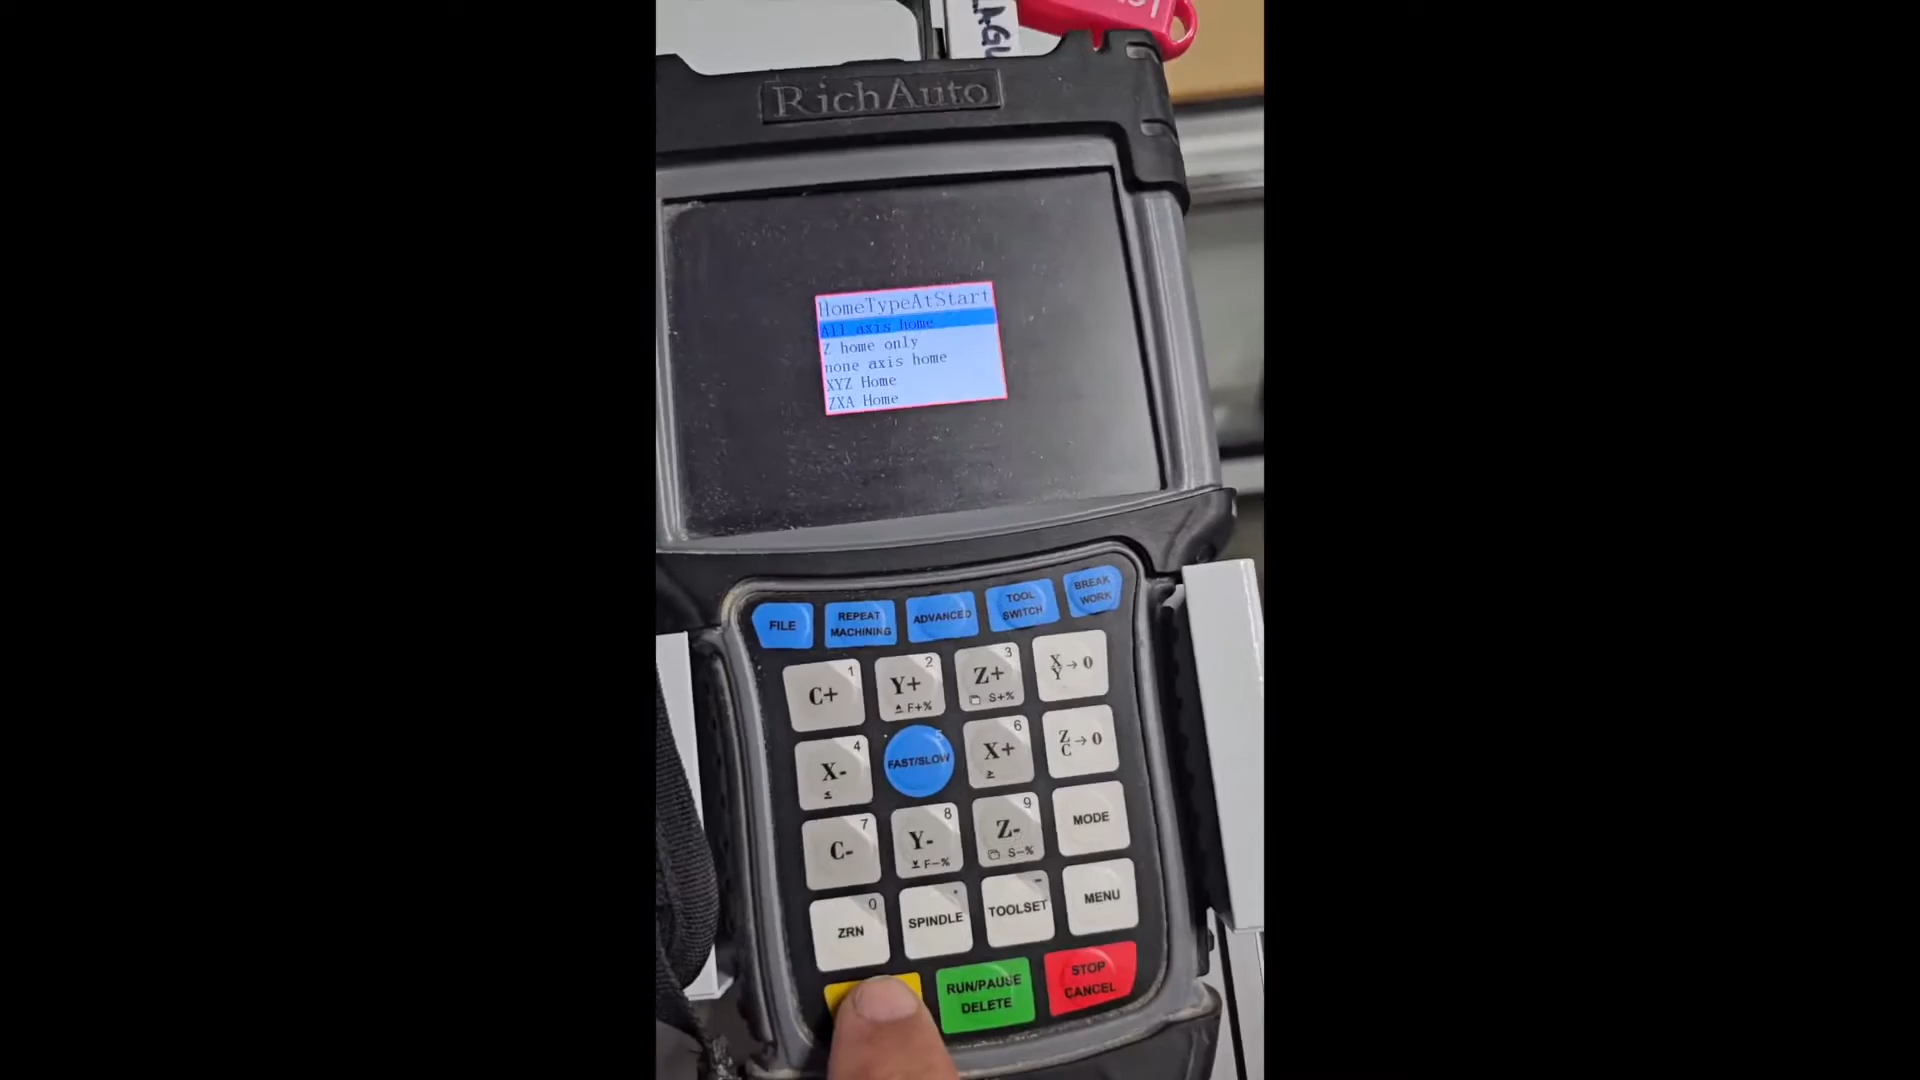 LAGU
RichAuto
HomeTypeAtStart
All axis home
Z home only
none axis home
XYZ Home
ZXA Home
FILE
REPEAT MACHINING
ADVANCED
TOOL SWITCH
BREAK WORK
1 C+
2 Y+ F+%
3 Z+ S+%
X Y → 0
4 X-
5 FAST/SLOW
6 X+
Z C → 0
7 C-
8 Y- F-%
9 Z- S-%
MODE
0 ZRN
. SPINDLE
- TOOLSET
MENU
RUN/PAUSE DELETE
STOP CANCEL